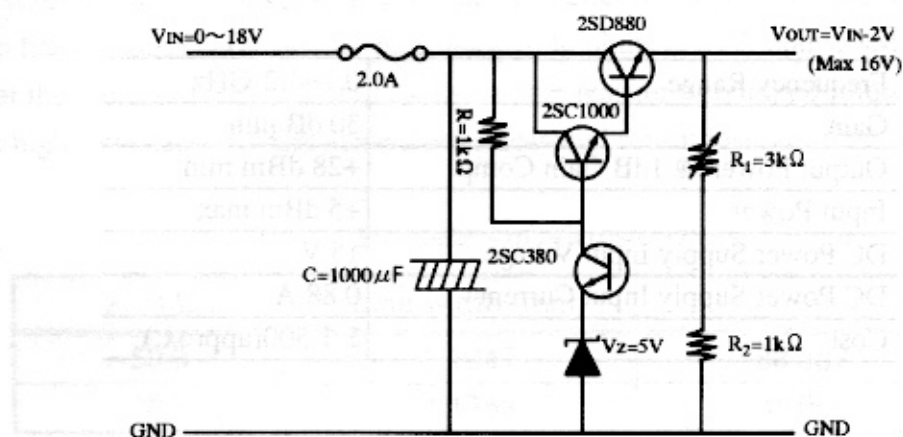 2SD880
VIN=0～18V
VOUT=VIN-2V
(Max 16V)
2.0A
2SC1000
R=1kΩ
R1=3kΩ
2SC380
C=1000μF
VZ=5V
R2=1kΩ
GND
GND